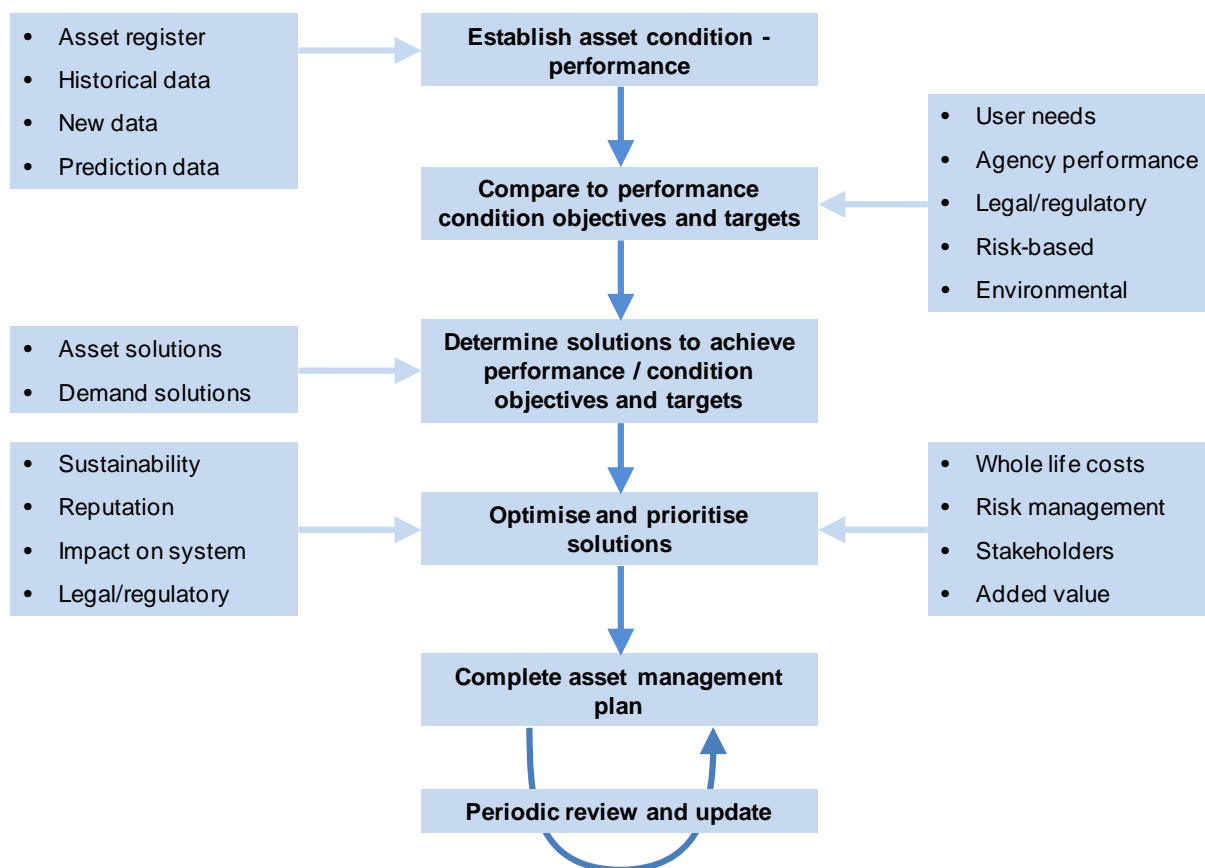 • Asset register
• Historical data
• New data
• Prediction data
Establish asset condition -
performance
• User needs
• Agency performance
• Legal/regulatory
• Risk-based
• Environmental
Compare to performance
condition objectives and targets
• Asset solutions
• Demand solutions
Determine solutions to achieve
performance / condition
objectives and targets
• Sustainability
• Reputation
• Impact on system
• Legal/regulatory
Optimise and prioritise
solutions
• Whole life costs
• Risk management
• Stakeholders
• Added value
Complete asset management
plan
Periodic review and update